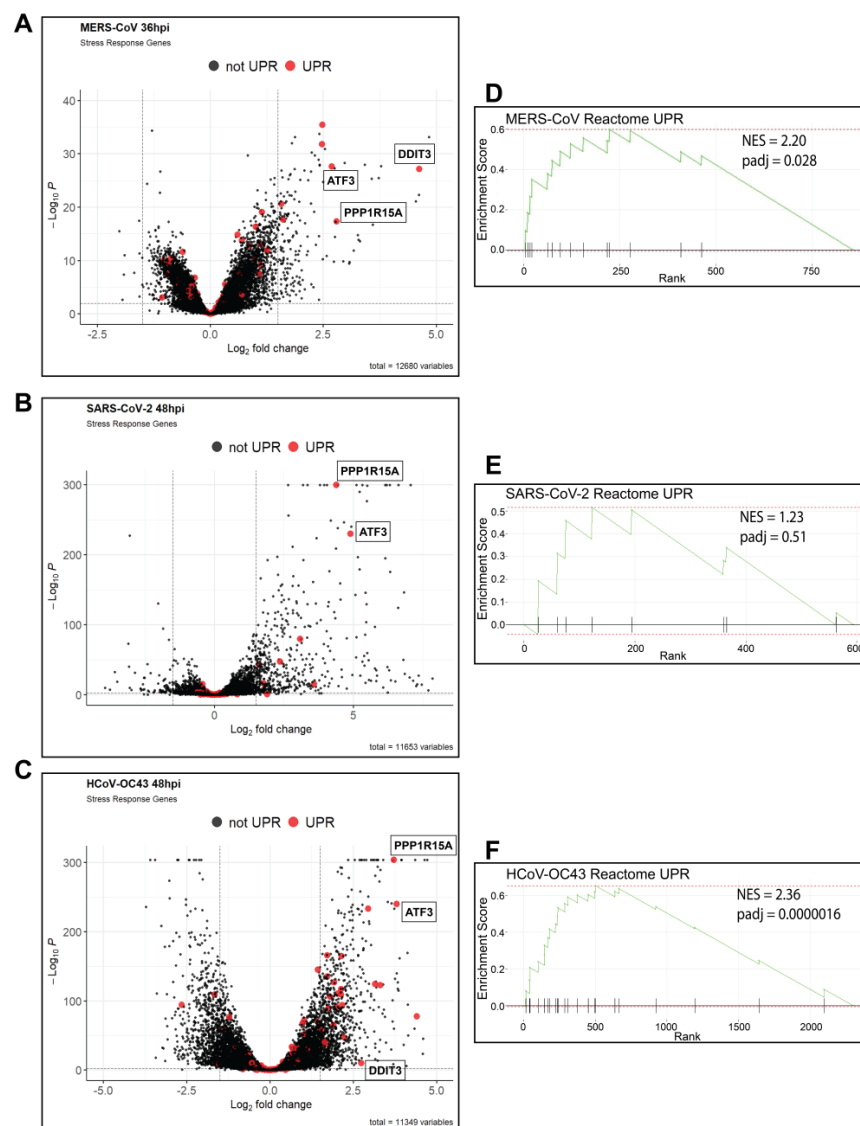 A
MERS-CoV 36hpi
Stress Response Genes
not UPR UPR
40
30
20
10
0
-Log10 P
DDIT3
ATF3
PPP1R15A
-2.5 0.0 2.5 5.0
Log2 fold change
total = 12680 variables
D
MERS-CoV Reactome UPR
NES = 2.20
padj = 0.028
0.6
0.4
0.2
0.0
Enrichment Score
0 250 500 750
Rank
B
SARS-CoV-2 48hpi
Stress Response Genes
not UPR UPR
300
200
100
0
-Log10 P
PPP1R15A
ATF3
0 5
Log2 fold change
total = 11653 variables
E
SARS-CoV-2 Reactome UPR
NES = 1.23
padj = 0.51
0.5
0.4
0.3
0.2
0.1
0.0
Enrichment Score
0 200 400 600
Rank
C
HCoV-OC43 48hpi
Stress Response Genes
not UPR UPR
300
200
100
0
-Log10 P
PPP1R15A
ATF3
DDIT3
-5.0 -2.5 0.0 2.5 5.0
Log2 fold change
total = 11349 variables
F
HCoV-OC43 Reactome UPR
NES = 2.36
padj = 0.0000016
0.6
0.4
0.2
0.0
Enrichment Score
0 500 1000 1500 2000
Rank